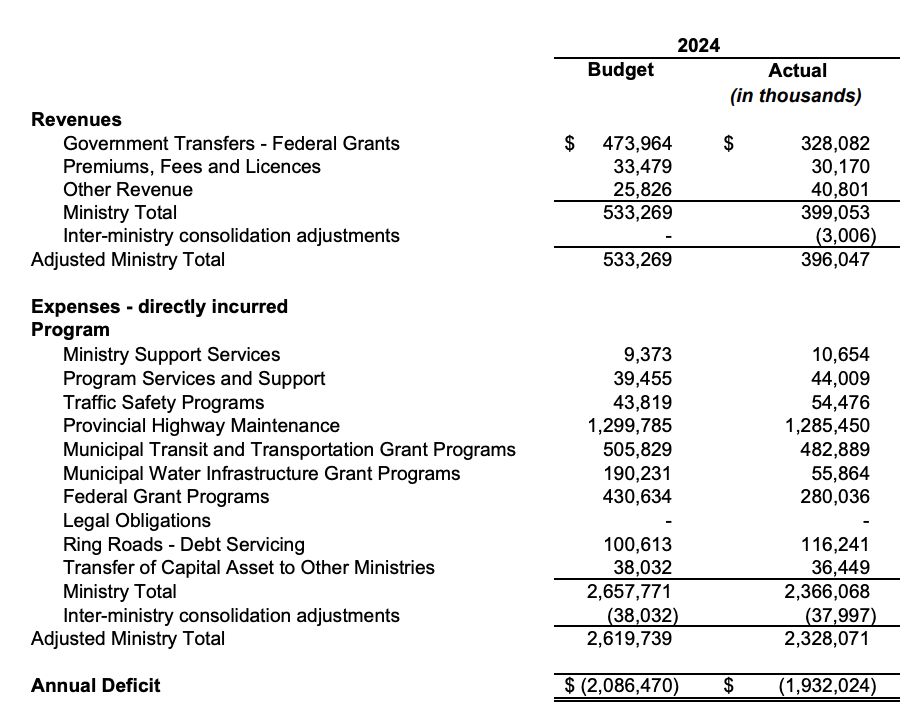 2024
Budget Actual
(in thousands)
Revenues
Government Transfers - Federal Grants $ 473,964 $ 328,082
Premiums, Fees and Licences 33,479 30,170
Other Revenue 25,826 40,801
Ministry Total 533,269 399,053
Inter-ministry consolidation adjustments - (3,006)
Adjusted Ministry Total 533,269 396,047
Expenses - directly incurred
Program
Ministry Support Services 9,373 10,654
Program Services and Support 39,455 44,009
Traffic Safety Programs 43,819 54,476
Provincial Highway Maintenance 1,299,785 1,285,450
Municipal Transit and Transportation Grant Programs 505,829 482,889
Municipal Water Infrastructure Grant Programs 190,231 55,864
Federal Grant Programs 430,634 280,036
Legal Obligations - -
Ring Roads - Debt Servicing 100,613 116,241
Transfer of Capital Asset to Other Ministries 38,032 36,449
Ministry Total 2,657,771 2,366,068
Inter-ministry consolidation adjustments (38,032) (37,997)
Adjusted Ministry Total 2,619,739 2,328,071
Annual Deficit $ (2,086,470) $ (1,932,024)